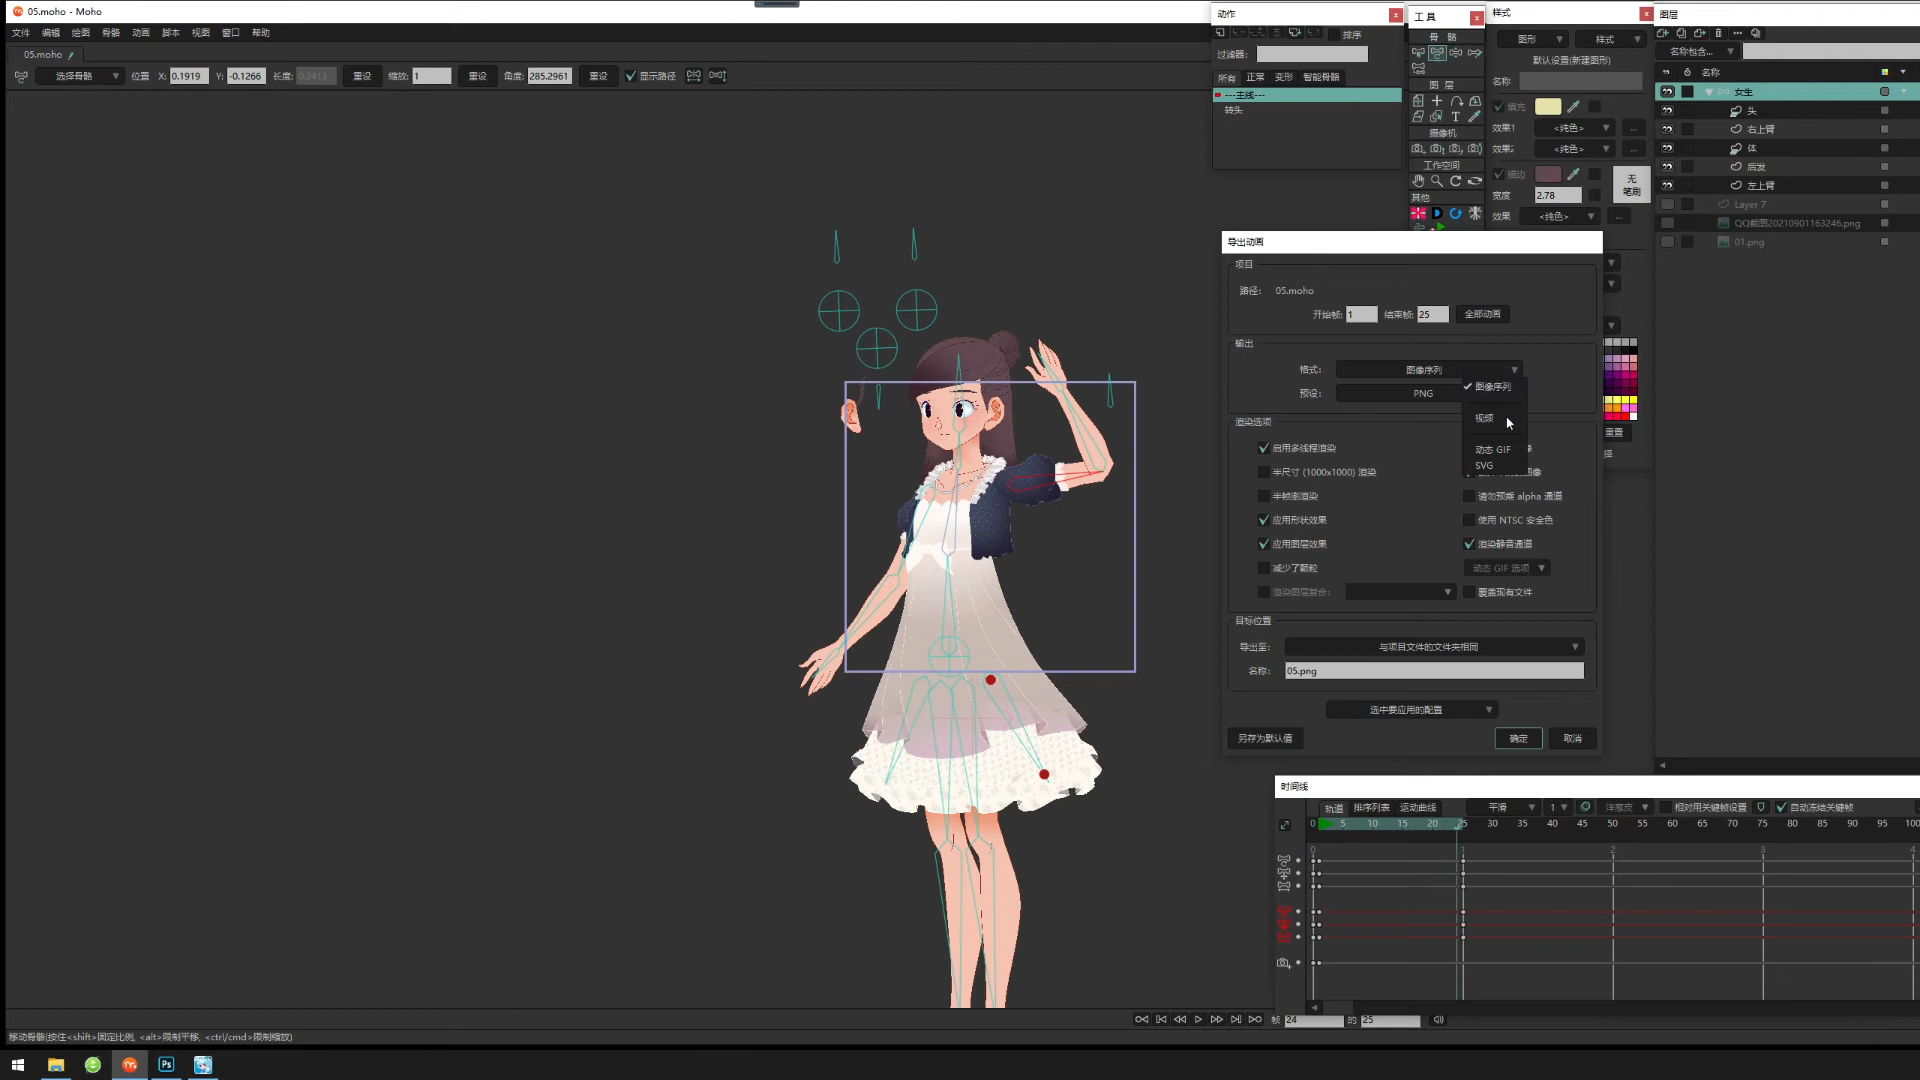 05.moho - Moho
文件 编辑 绘图 骨骼 动画 脚本 视图 窗口 帮助
05.moho
选择骨骼 位置 X: 0.1919 Y: -0.1266 长度: 0.2413 重设 缩放: 1 重设 角度: 285.2961 重设 显示路径
动作
排序
过滤器:
所有 正常 变形 智能骨骼
---主线---
转头
工具
骨骼
图层
摄像机
工作空间
其他
样式
图形 样式
默认设置(新建图形)
名称
填充
效果1 <纯色> ...
效果2 <纯色> ...
描边
无
笔刷
宽度 2.78
效果 <纯色> ...
重置
图层
名称包含...
名称
女生
头
右上臂
体
后发
左上臂
Layer 7
QQ截图20210901163246.png
01.png
导出动画
项目
路径: 05.moho
开始帧: 1 结束帧: 25 全部动画
输出
格式: 图像序列
预设: PNG
图像序列
视频
动态 GIF
SVG
渲染选项
启用多线程渲染
半尺寸 (1000x1000) 渲染
半帧率渲染 请勿预乘 alpha 通道
应用形状效果 使用 NTSC 安全色
应用图层效果 渲染静音通道
减少了颗粒 动态 GIF 选项
渲染图层复合: 覆盖现有文件
目标位置
导出至: 与项目文件的文件夹相同
名称: 05.png
选中要应用的配置
另存为默认值 确定 取消
时间线
轨道 排序列表 运动曲线 平滑 1 洋葱皮 相对用关键帧设置 自动冻结关键帧
0 5 10 15 20 25 30 35 40 45 50 55 60 65 70 75 80 85 90 95 100
0 1 2 3 4
帧 24 的 25
移动骨骼(按住<shift>固定比例, <alt>限制平移, <ctrl/cmd>限制缩放)
Ps